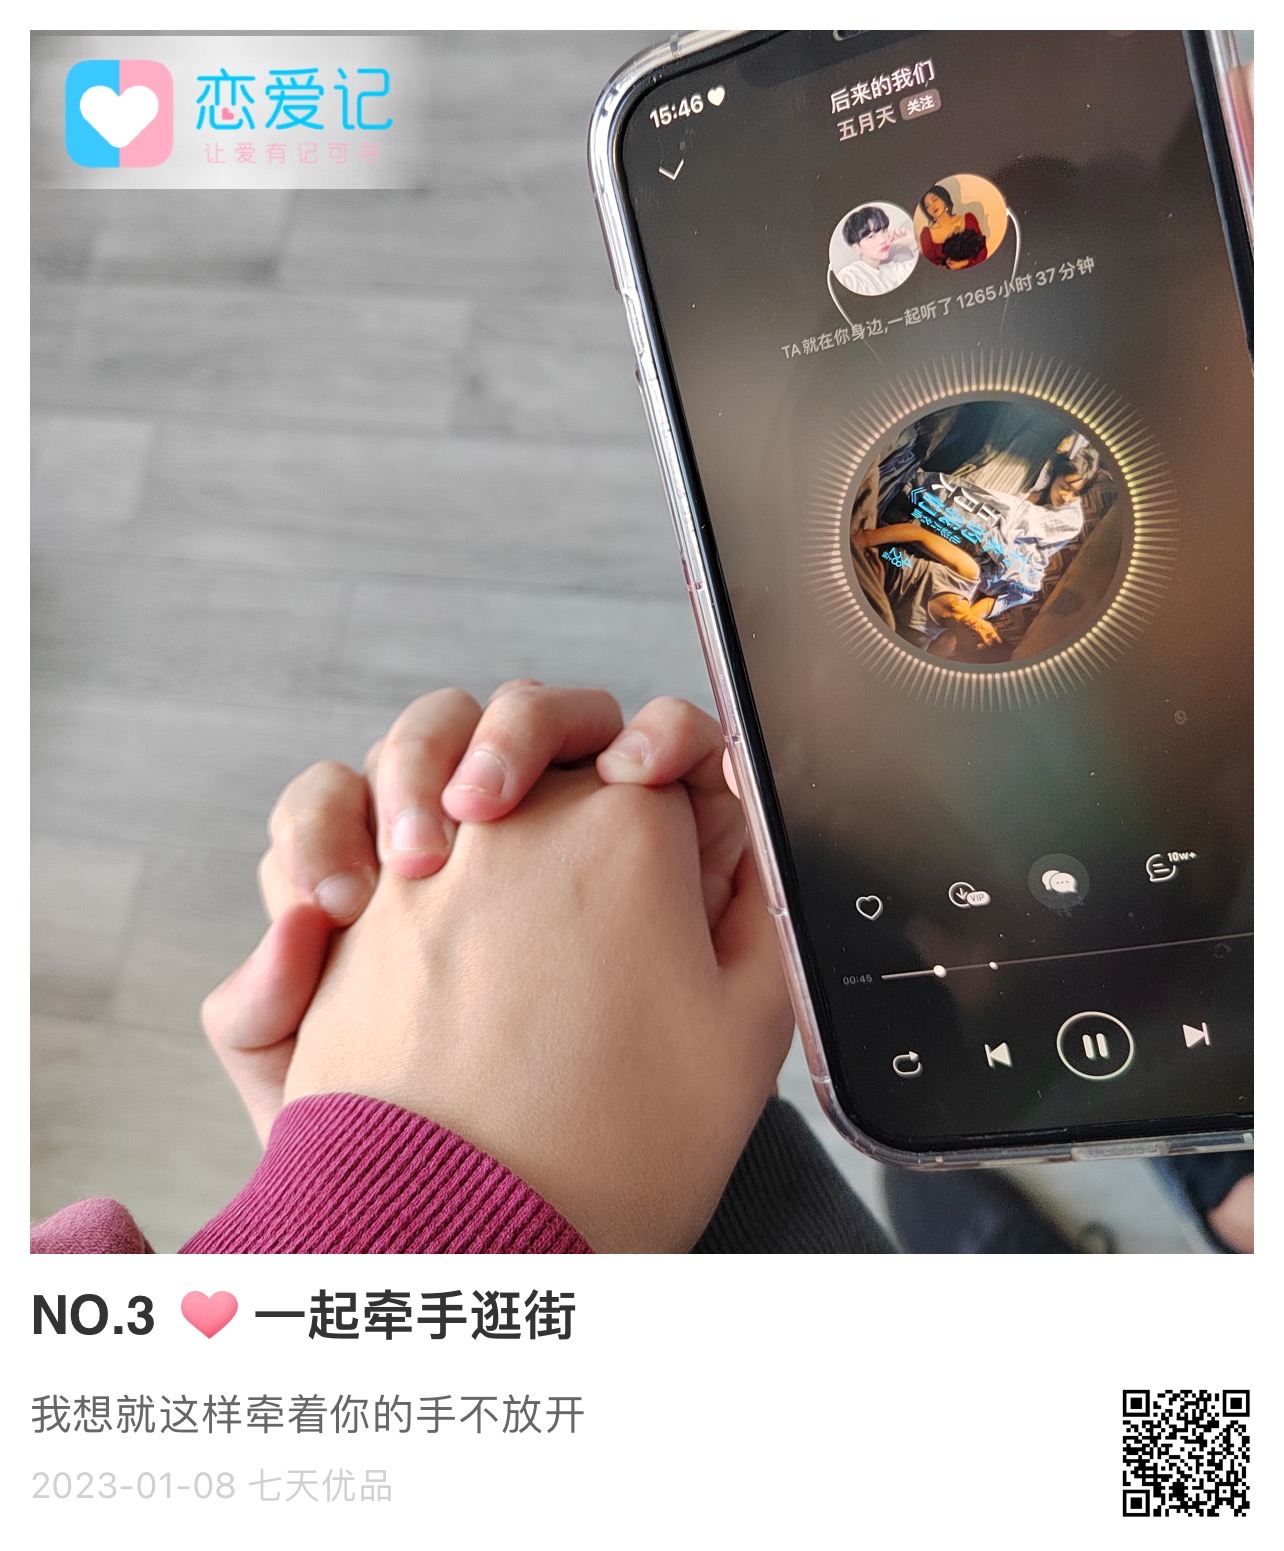 恋爱记
让爱有记可寻
15:46
后来的我们
五月天 关注
TA就在你身边,一起听了1265小时37分钟
五月天
VIP
10w+
00:45
NO.3 ❤ 一起牵手逛街
我想就这样牵着你的手不放开
2023-01-08 七天优品